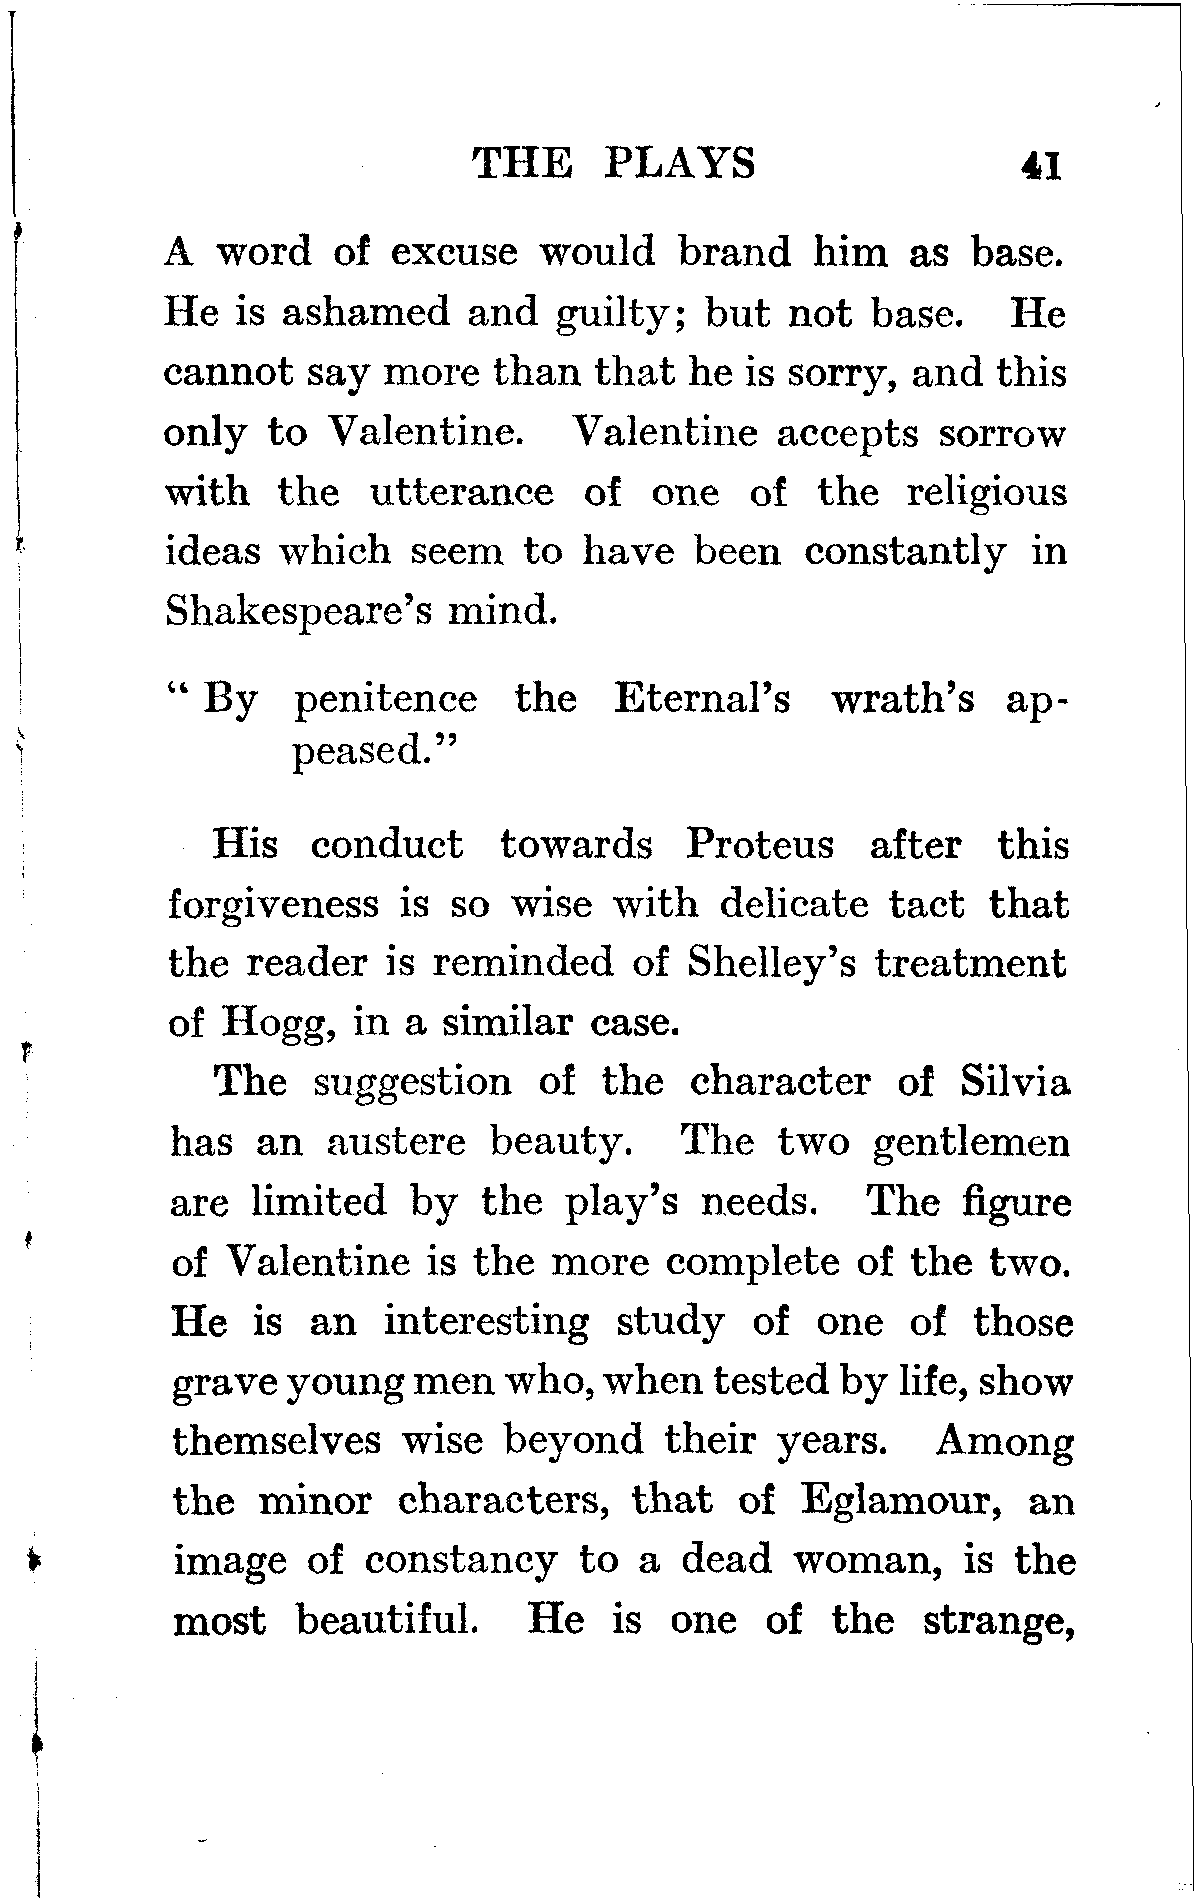 THE PLAYS 41
A word of excuse would brand him as base.
He is ashamed and guilty; but not base. He
cannot say more than that he is sorry, and this
only to Valentine. Valentine accepts sorrow
with the utterance of one of the religious
ideas which seem to have been constantly in
Shakespeare's mind.
“ By penitence the Eternal's wrath's ap-
peased.”
His conduct towards Proteus after this
forgiveness is so wise with delicate tact that
the reader is reminded of Shelley's treatment
of Hogg, in a similar case.
The suggestion of the character of Silvia
has an austere beauty. The two gentlemen
are limited by the play's needs. The figure
of Valentine is the more complete of the two.
He is an interesting study of one of those
grave young men who, when tested by life, show
themselves wise beyond their years. Among
the minor characters, that of Eglamour, an
image of constancy to a dead woman, is the
most beautiful. He is one of the strange,